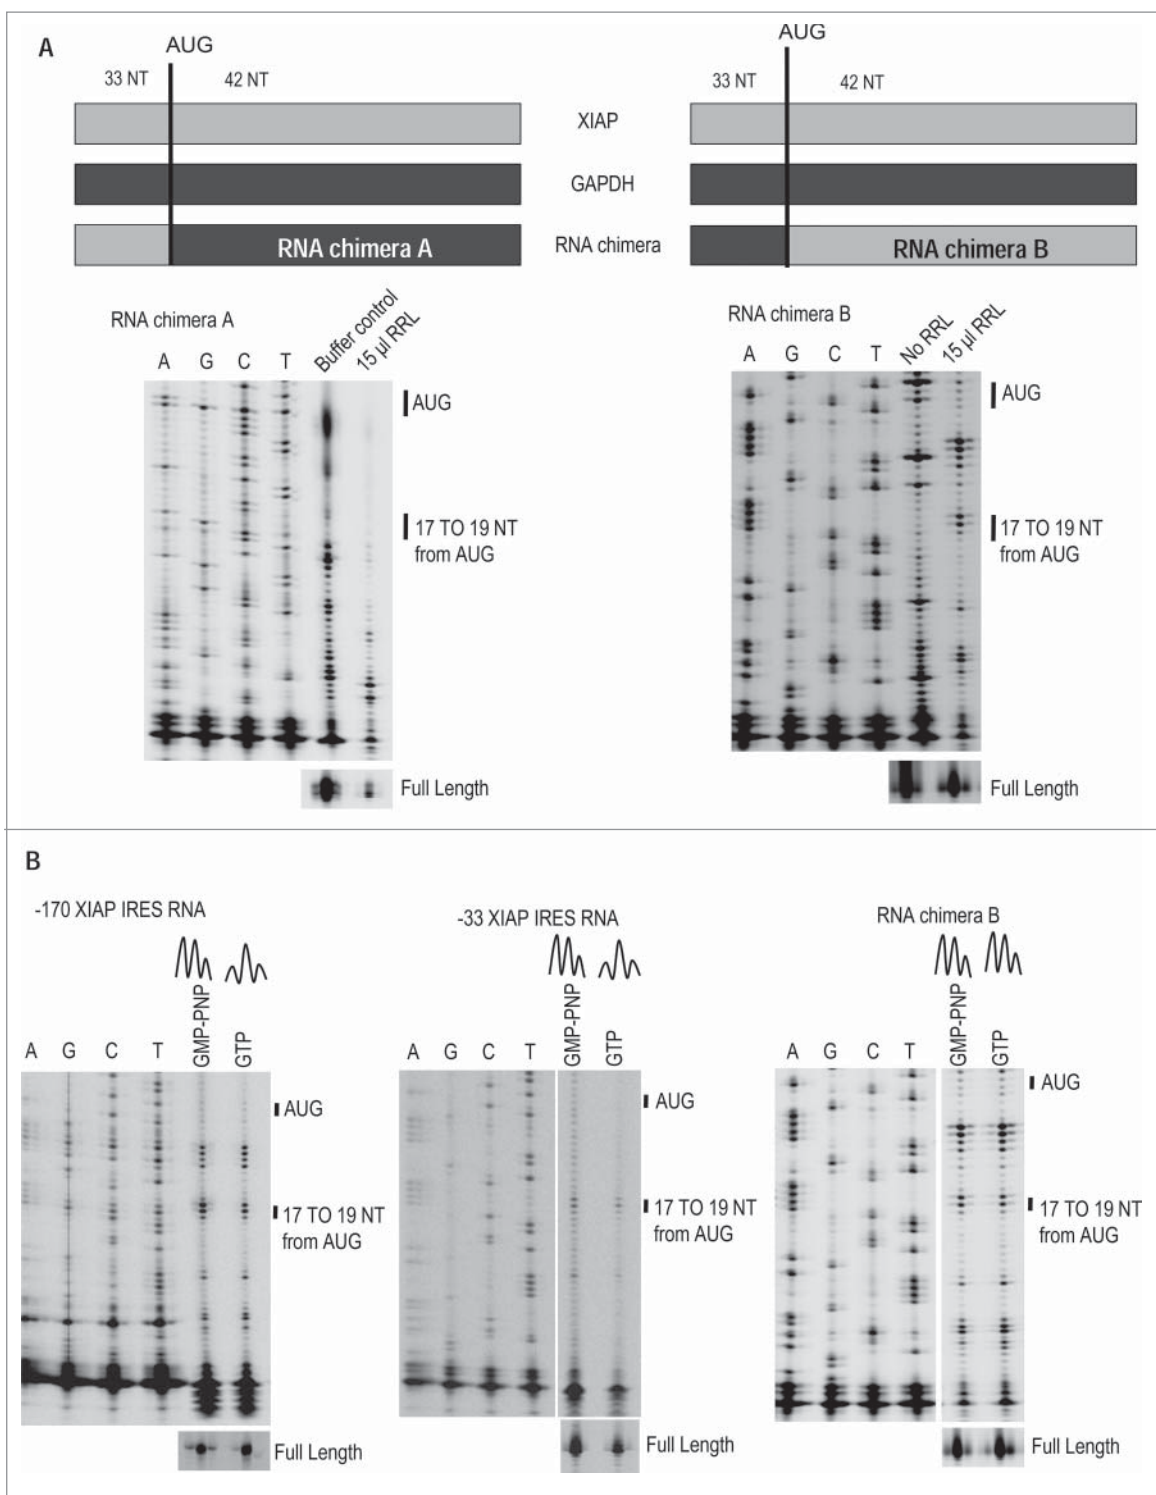 A
AUG
33 NT 42 NT
AUG
33 NT 42 NT
XIAP
GAPDH
RNA chimera
RNA chimera A
RNA chimera B
RNA chimera A
A G C T Buffer control 15 µl RRL
AUG
17 TO 19 NT
from AUG
Full Length
RNA chimera B
A G C T No RRL 15 µl RRL
AUG
17 TO 19 NT
from AUG
Full Length
B
-170 XIAP IRES RNA
A G C T GMP-PNP GTP
AUG
17 TO 19 NT
from AUG
Full Length
-33 XIAP IRES RNA
A G C T GMP-PNP GTP
AUG
17 TO 19 NT
from AUG
Full Length
RNA chimera B
A G C T GMP-PNP GTP
AUG
17 TO 19 NT
from AUG
Full Length